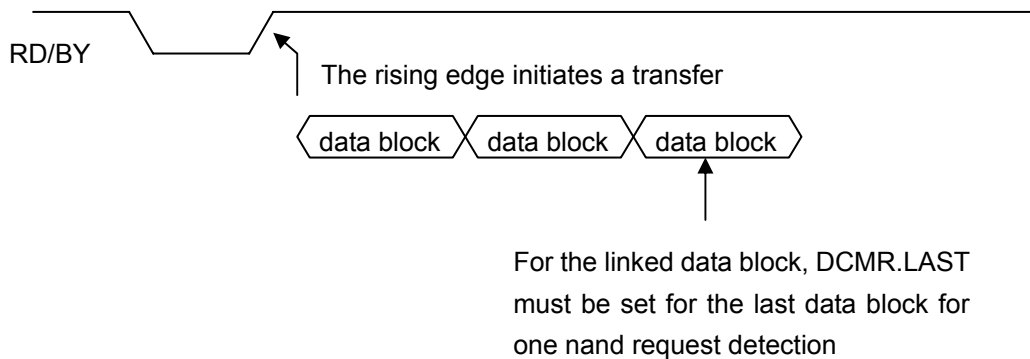 RD/BY
The rising edge initiates a transfer
data block data block data block
For the linked data block, DCMR.LAST
must be set for the last data block for
one nand request detection